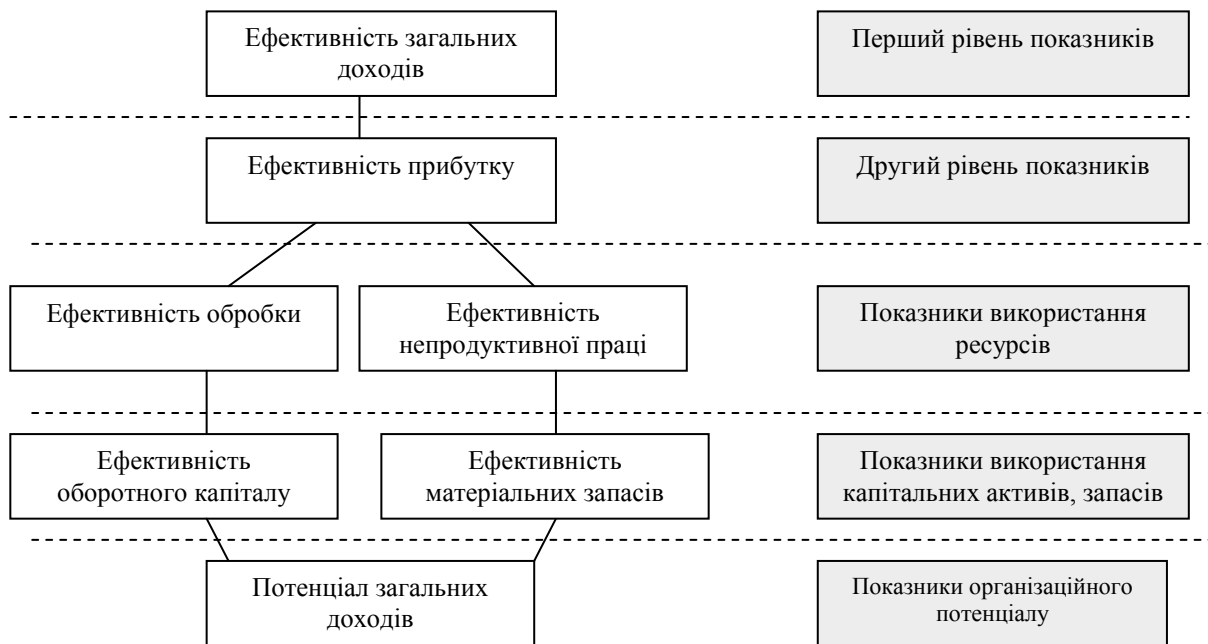 Ефективність загальних
доходів
Перший рівень показників
Ефективність прибутку
Другий рівень показників
Ефективність обробки
Ефективність
непродуктивної праці
Показники використання
ресурсів
Ефективність
оборотного капіталу
Ефективність
матеріальних запасів
Показники використання
капітальних активів, запасів
Потенціал загальних
доходів
Показники організаційного
потенціалу